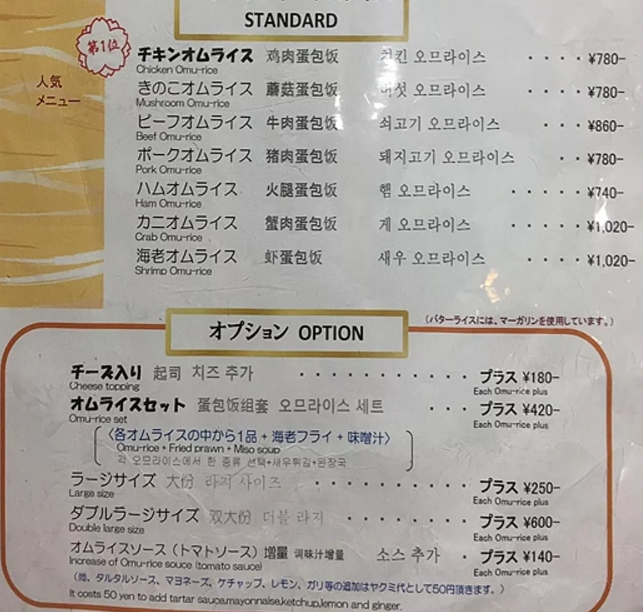 STANDARD
第1位
人気
メニュー
チキンオムライス 鸡肉蛋包饭 치킨 오므라이스 ・・・・¥780-
Chicken Omu-rice
きのこオムライス 蘑菇蛋包饭 버섯 오므라이스 ・・・・¥780-
Mushroom Omu-rice
ビーフオムライス 牛肉蛋包饭 쇠고기 오므라이스 ・・・¥860-
Beef Omu-rice
ポークオムライス 猪肉蛋包饭 돼지고기 오므라이스 ・・¥780-
Pork Omu-rice
ハムオムライス 火腿蛋包饭 햄 오므라이스 ・・・・・¥740-
Ham Omu-rice
カニオムライス 蟹肉蛋包饭 게 오므라이스 ・・・・・¥1,020-
Crab Omu-rice
海老オムライス 虾蛋包饭 새우 오므라이스 ・・・・¥1,020-
Shrimp Omu-rice
(バターライスには、マーガリンを使用しています。)
オプション OPTION
チーズ入り 起司 치즈 추가 ・・・・・・・・・・・ プラス ¥180-
Cheese topping Each Omu-rice plus
オムライスセット 蛋包饭组套 오므라이스 세트 ・・・ プラス ¥420-
Omu-rice set Each Omu-rice plus
〈各オムライスの中から1品 + 海老フライ + 味噌汁〉
Omu-rice + Fried prawn + Miso soup
각 오므라이스에서 한 종류 선택+새우튀김+된장국
ラージサイズ 大份 라지 사이즈 ・・・・・・・・・・ プラス ¥250-
Large size Each Omu-rice plus
ダブルラージサイズ 双大份 더블 라지 ・・・・・・・・ プラス ¥600-
Double large size Each Omu-rice plus
オムライスソース (トマトソース) 増量 调味汁增量 소스 추가 ・ プラス ¥140-
Increase of Omu-rice souce (tomato sauce) Each Omu-rice plus
(尚、タルタルソース、マヨネーズ、ケチャップ、レモン、ガリ等の追加はヤクミ代として50円頂きます。)
It costs 50 yen to add tartar sauce,mayonnaise,ketchup,lemon and ginger.